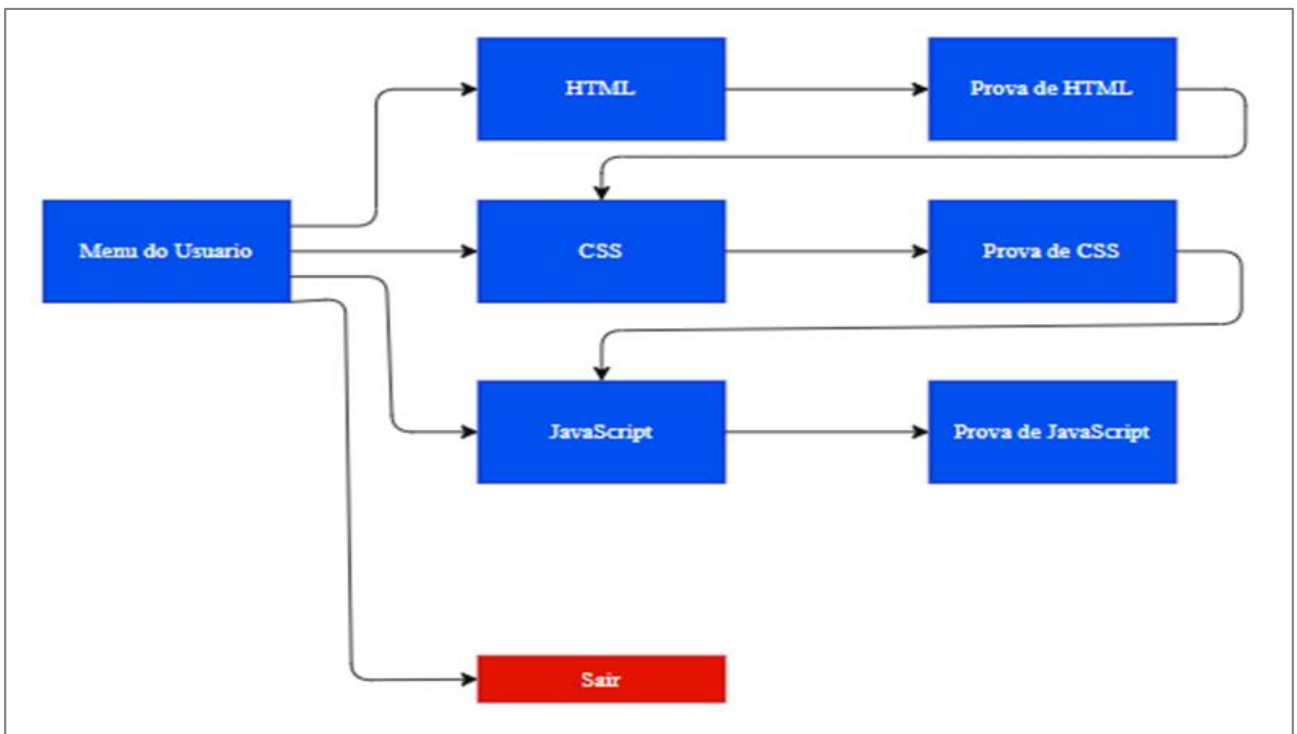 HTML
Prova de HTML
Menu do Usuario
CSS
Prova de CSS
JavaScript
Prova de JavaScript
Sair